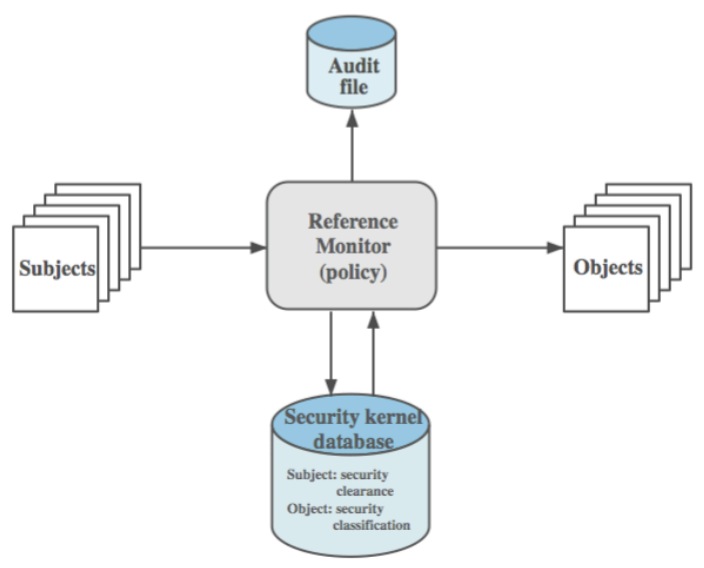 Audit
file
Reference
Monitor
(policy)
Subjects
Objects
Security kernel
database
Subject: security
clearance
Object: security
classification